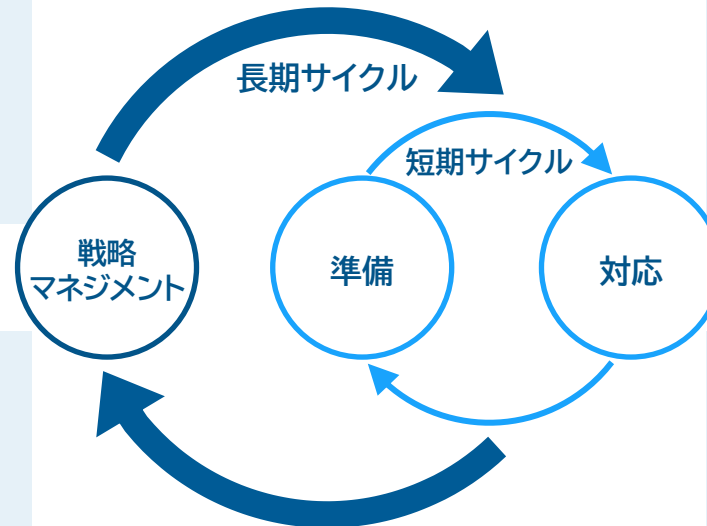 長期サイクル
短期サイクル
戦略
マネジメント
準備
対応